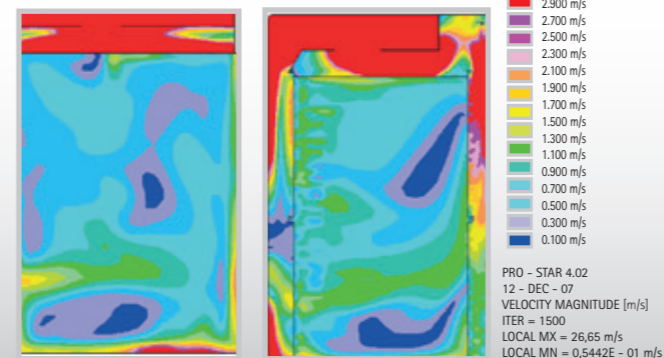 2.900 m/s
2.700 m/s
2.500 m/s
2.300 m/s
2.100 m/s
1.900 m/s
1.700 m/s
1.500 m/s
1.300 m/s
1.100 m/s
0.900 m/s
0.700 m/s
0.500 m/s
0.300 m/s
0.100 m/s
PRO - STAR 4.02
12 - DEC - 07
VELOCITY MAGNITUDE [m/s]
ITER = 1500
LOCAL MX = 26,65 m/s
LOCAL MN = 0,5442E - 01 m/s